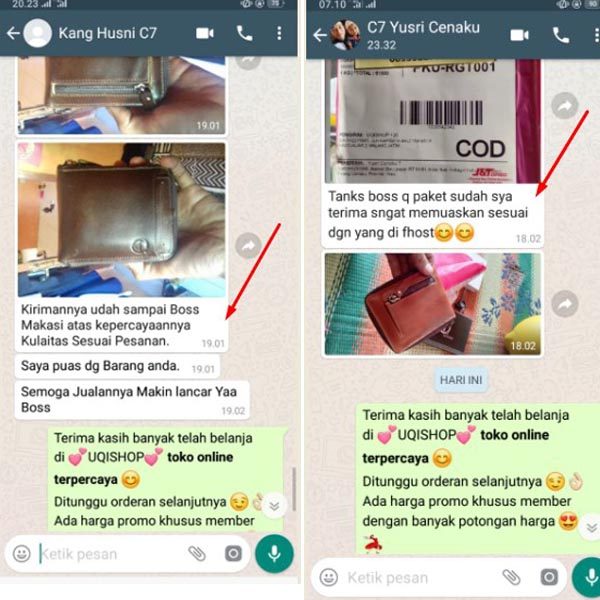 20.23
Kang Husni C7
19.01
Kirimannya udah sampai Boss
Makasi atas kepercayaannya
Kulaitas Sesuai Pesanan.
19.01
Saya puas dg Barang anda.
19.01
Semoga Jualannya Makin lancar Yaa
Boss
19.02
Terima kasih banyak telah belanja
di 💕UQISHOP💕 toko online
terpercaya 😊
Ditunggu orderan selanjutnya 😉👌🏻
Ada harga promo khusus member
Ketik pesan
07.10
C7 Yusri Cenaku
23.32
PKU-RGT001
COD
J&T
Tanks boss q paket sudah sya
terima sngat memuaskan sesuai
dgn yang di fhost😊😊
18.02
18.02
HARI INI
Terima kasih banyak telah belanja
di 💕UQISHOP💕 toko online
terpercaya 😊
Ditunggu orderan selanjutnya 😉👌🏻
Ada harga promo khusus member
dengan banyak potongan harga 😍
💃
Ketik pesan